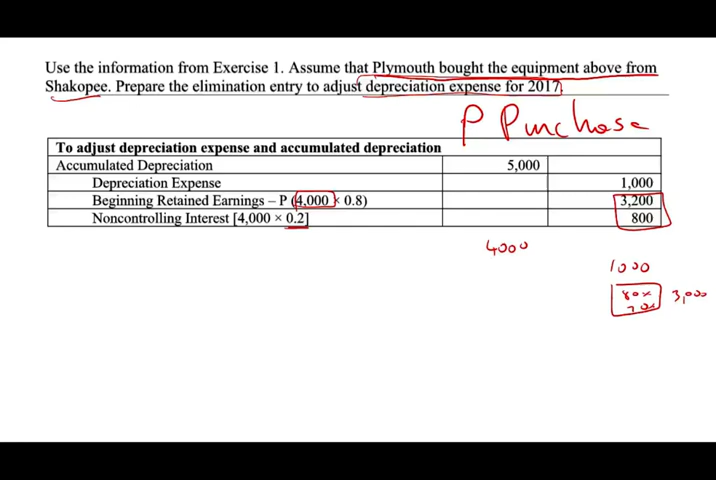 Use the information from Exercise 1. Assume that Plymouth bought the equipment above from
Shakopee. Prepare the elimination entry to adjust depreciation expense for 2017.
P Purchase
To adjust depreciation expense and accumulated depreciation
Accumulated Depreciation 5,000
Depreciation Expense 1,000
Beginning Retained Earnings – P (4,000 × 0.8) 3,200
Noncontrolling Interest [4,000 × 0.2] 800
4000
1000
80% 3,000
20%